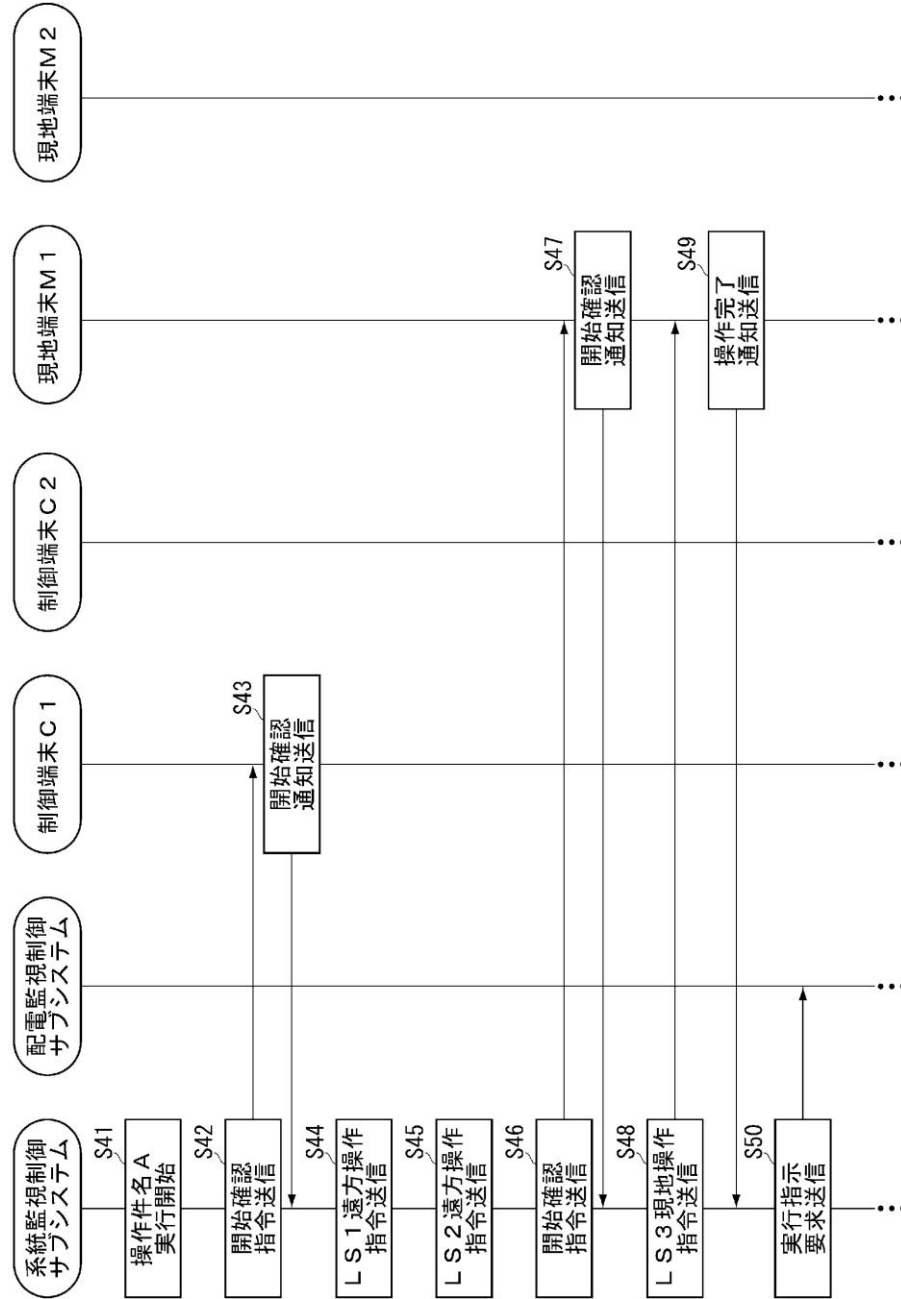 系統監視制御
サブシステム
配電監視制御
サブシステム
制御端末C1
制御端末C2
現地端末M1
現地端末M2
S41
操作件名A
実行開始
S42
開始確認
指令送信
S43
開始確認
通知送信
S44
LS1遠方操作
指令送信
S45
LS2遠方操作
指令送信
S46
開始確認
指令送信
S47
開始確認
通知送信
S48
LS3現地操作
指令送信
S49
操作完了
通知送信
S50
実行指示
要求送信